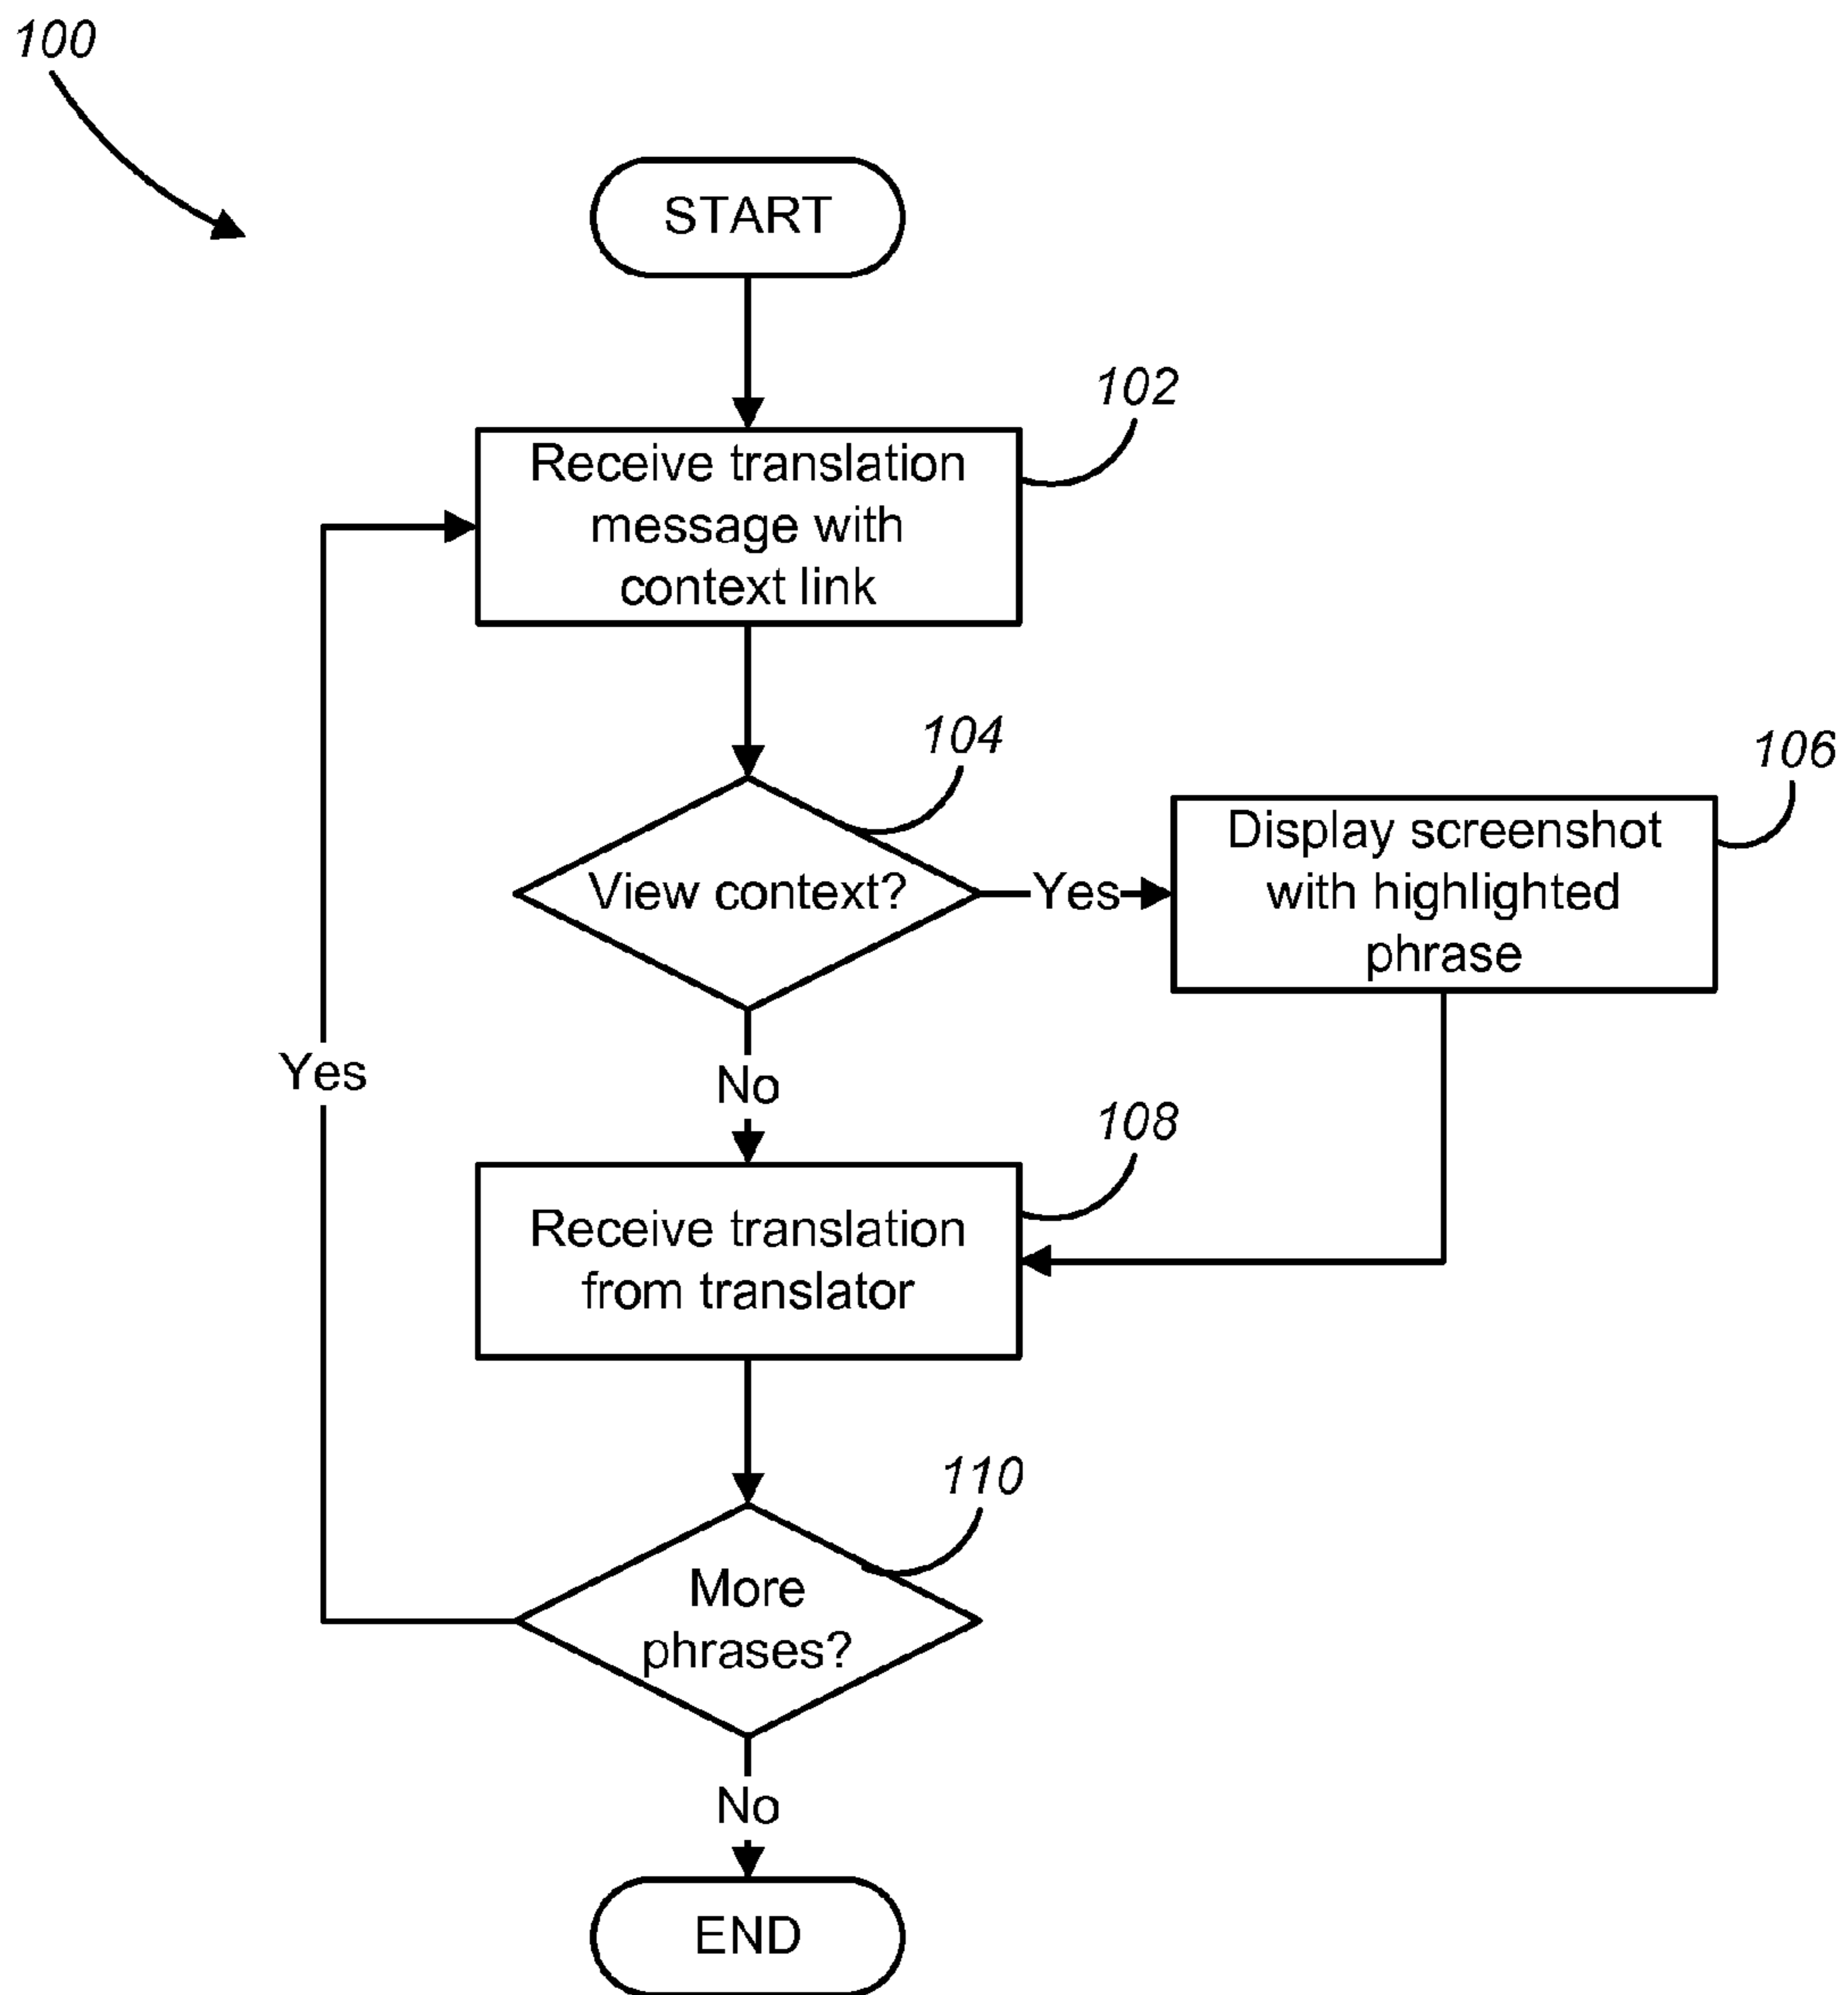 100
START
102
Receive translation
message with
context link
104
106
View context?
Yes
Display screenshot
with highlighted
phrase
Yes
No
108
Receive translation
from translator
110
More
phrases?
No
END